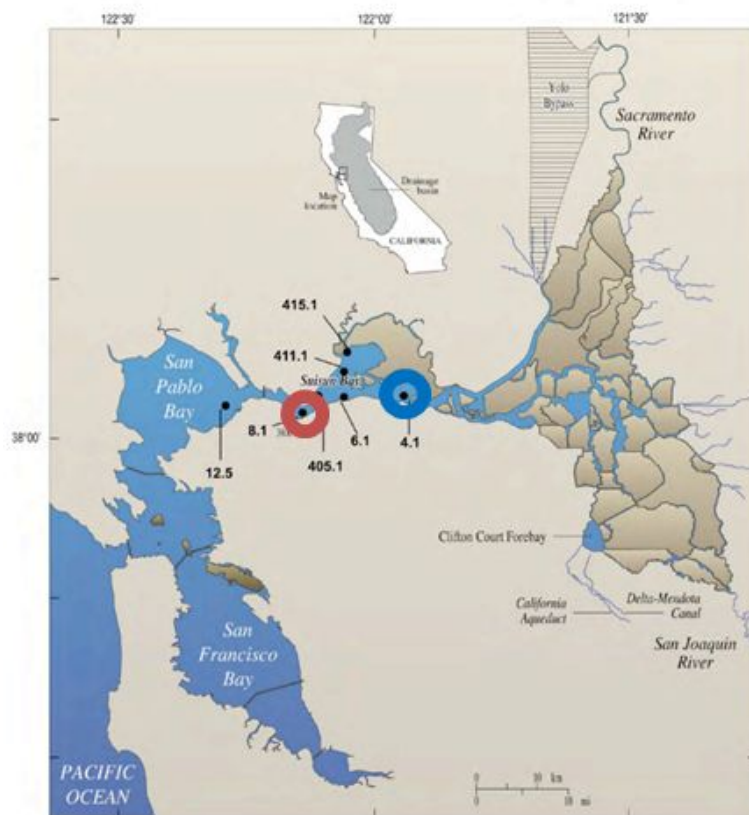 122°30'
122°00'
121°30'
Yolo
Bypass
Sacramento
River
Map
location
Drainage
basin
CALIFORNIA
415.1
411.1
San
Pablo
Bay
Suisun Bay
38°00'
8.1
6.1
4.1
12.5
405.1
Clifton Court Forebay
California
Aqueduct
Delta-Mendota
Canal
San Joaquin
River
San
Francisco
Bay
PACIFIC
OCEAN
0 10 km
0 10 mi